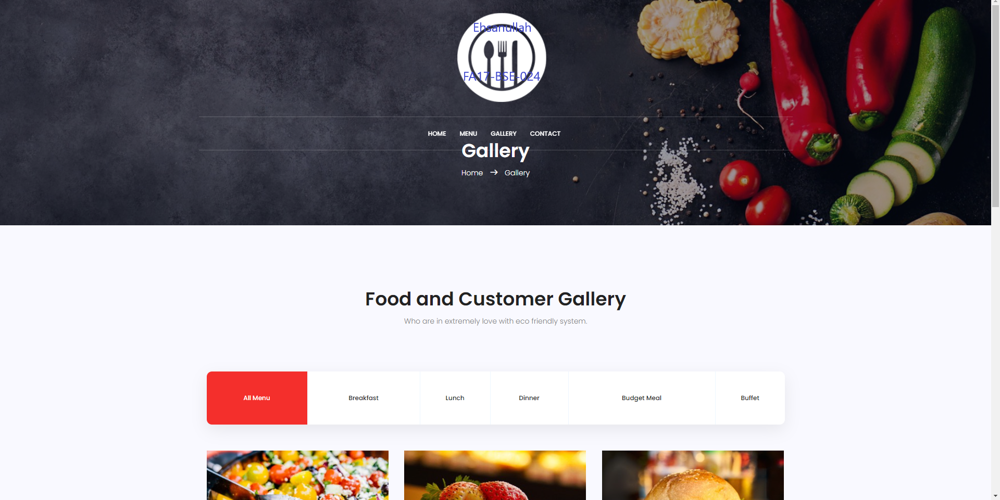 Ehsanullah
FA17-BSE-024
HOME MENU GALLERY CONTACT
Gallery
Home → Gallery
Food and Customer Gallery
Who are in extremely love with eco friendly system.
All Menu Breakfast Lunch Dinner Budget Meal Buffet